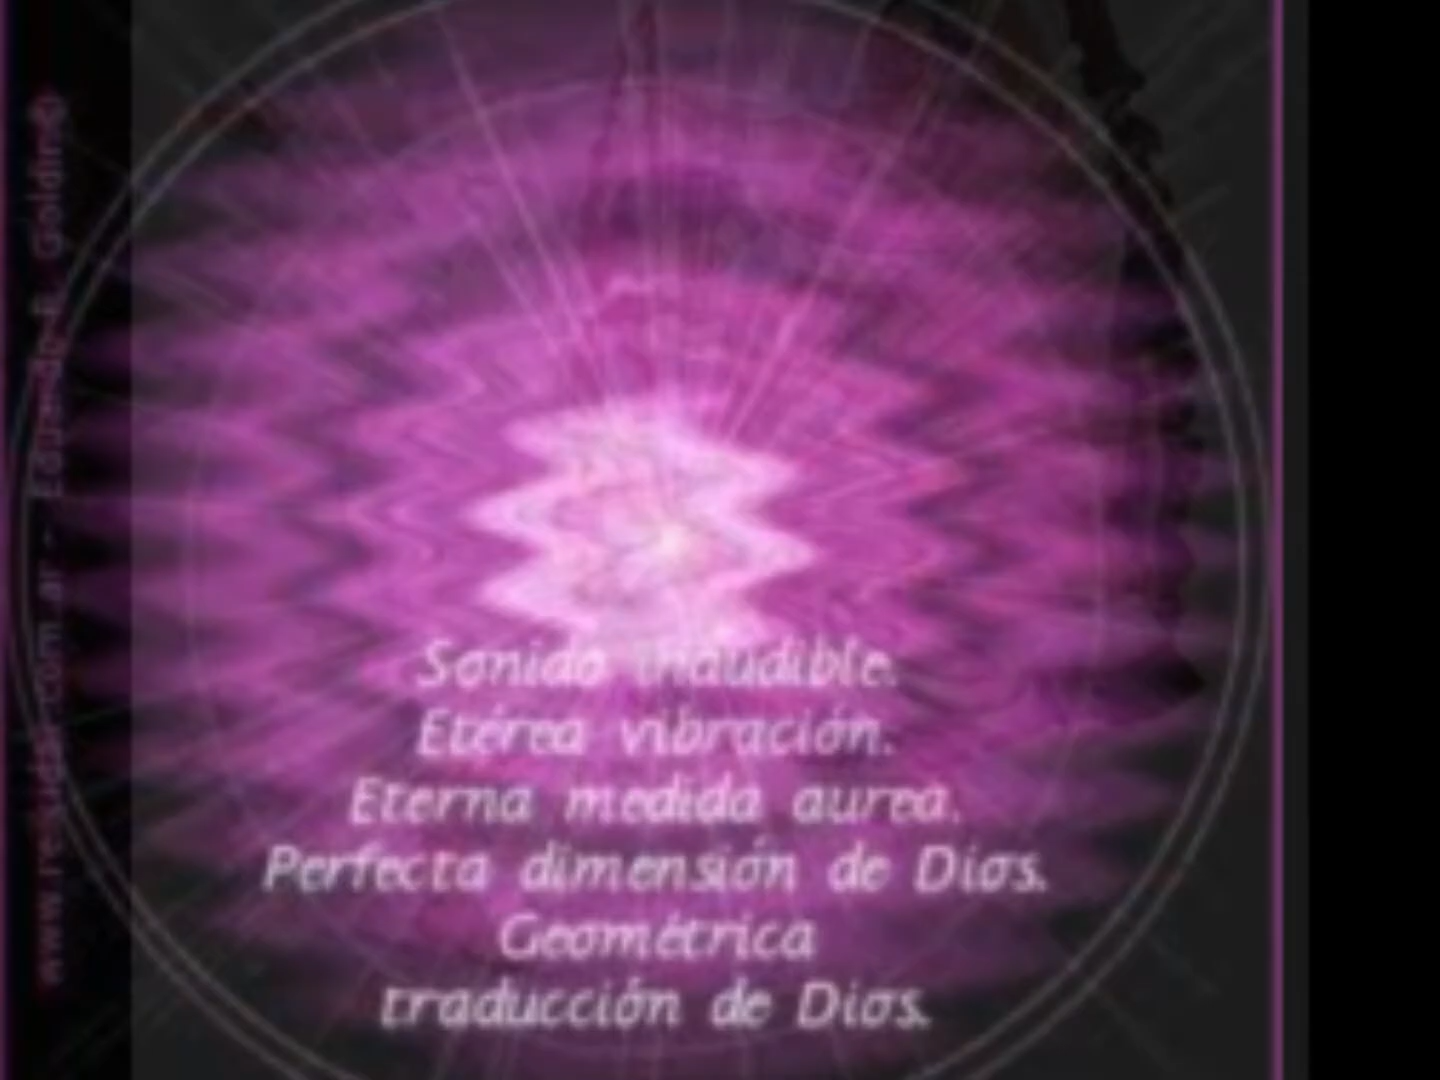 Sonido inaudible.
Etérea vibración.
Eterna medida aurea.
Perfecta dimensión de Dios.
Geométrica
traducción de Dios.